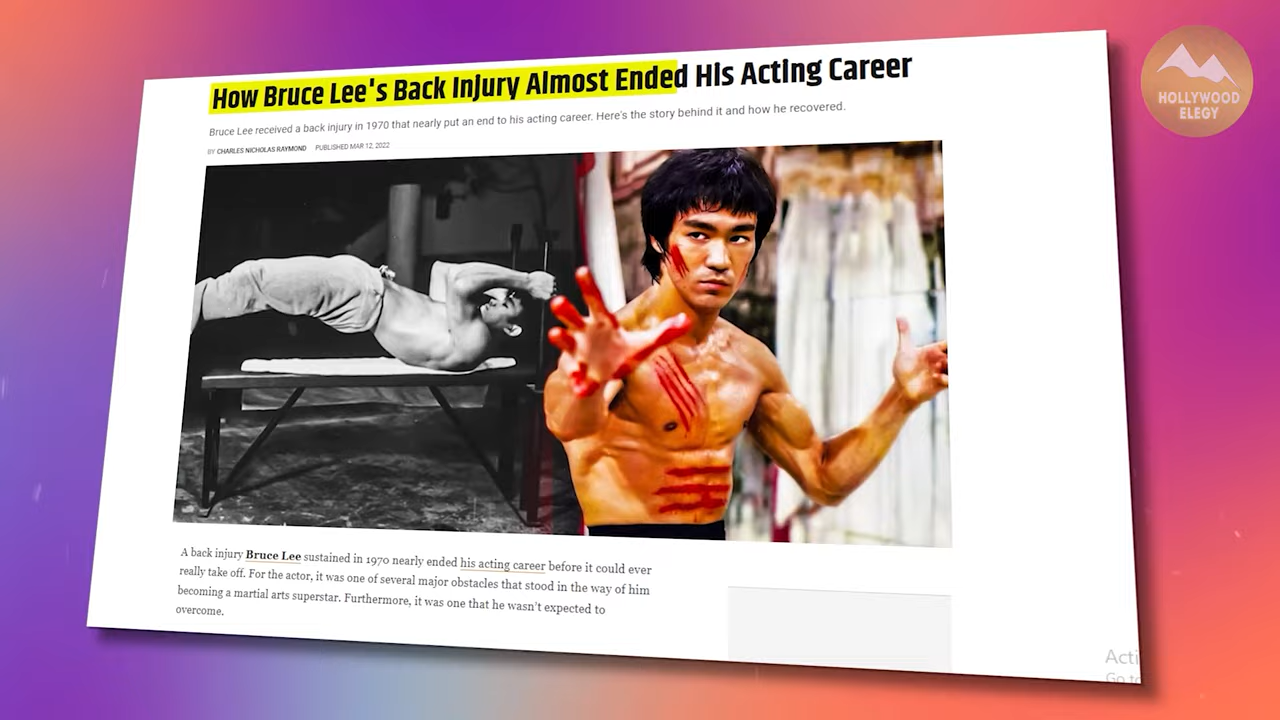 How Bruce Lee's Back Injury Almost Ended His Acting Career
Bruce Lee received a back injury in 1970 that nearly put an end to his acting career. Here's the story behind it and how he recovered.
BY CHARLES NICHOLAS RAYMOND PUBLISHED MAR 12, 2022
HOLLYWOOD
ELEGY
A back injury Bruce Lee sustained in 1970 nearly ended his acting career before it could ever
really take off. For the actor, it was one of several major obstacles that stood in the way of him
becoming a martial arts superstar. Furthermore, it was one that he wasn't expected to
overcome.